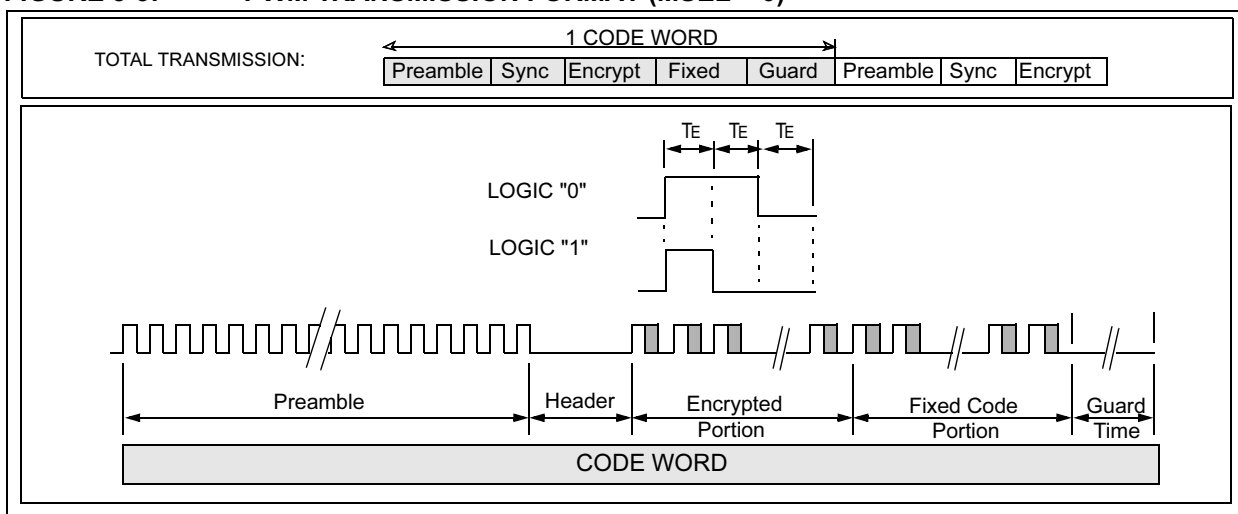 1 CODE WORD
TOTAL TRANSMISSION:
Preamble Sync Encrypt Fixed Guard Preamble Sync Encrypt
TE TE TE
LOGIC "0"
LOGIC "1"
Preamble
Header
Encrypted
Portion
Fixed Code
Portion
Guard
Time
CODE WORD